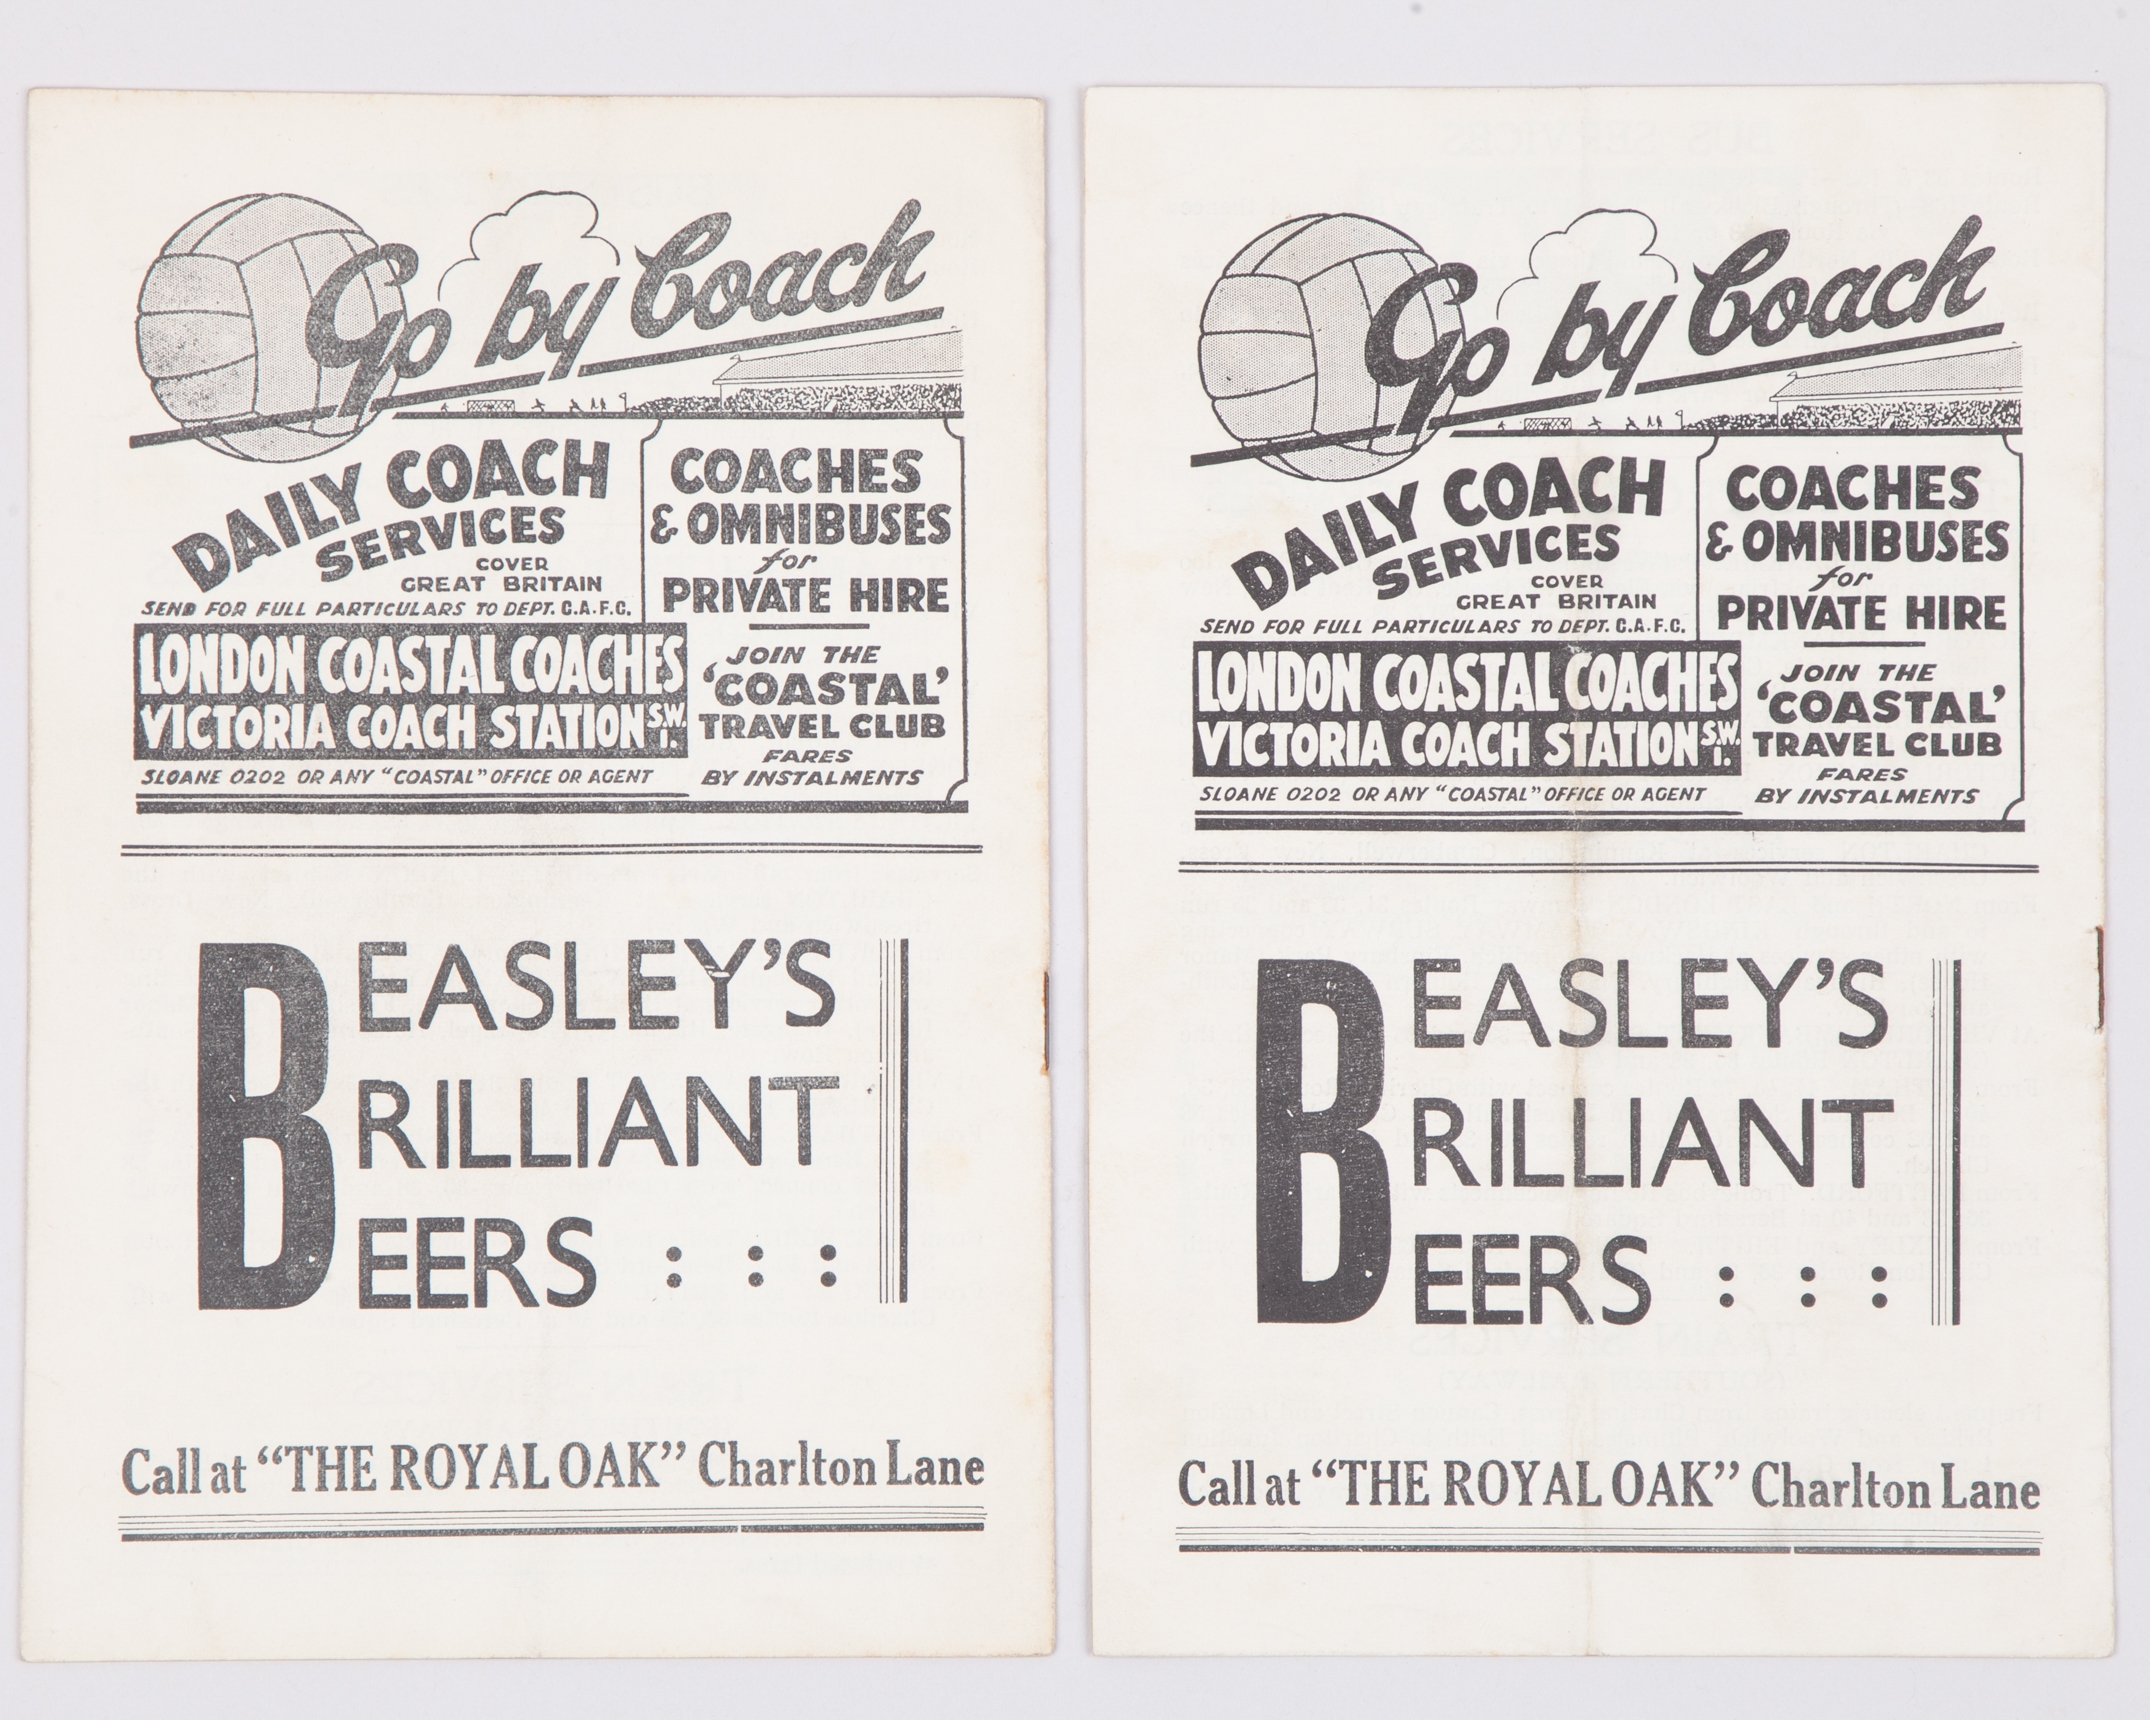 Go by Coach
DAILY COACH
SERVICES
COVER
GREAT BRITAIN
SEND FOR FULL PARTICULARS TO DEPT. C.A.F.C.
LONDON COASTAL COACHES
VICTORIA COACH STATION S.W.1.
SLOANE 0202 OR ANY "COASTAL" OFFICE OR AGENT
COACHES
& OMNIBUSES
for
PRIVATE HIRE
JOIN THE
'COASTAL'
TRAVEL CLUB
FARES
BY INSTALMENTS
BEASLEY'S
BRILLIANT
BEERS : : :
Call at "THE ROYAL OAK" Charlton Lane
Go by Coach
DAILY COACH
SERVICES
COVER
GREAT BRITAIN
SEND FOR FULL PARTICULARS TO DEPT. C.A.F.C.
LONDON COASTAL COACHES
VICTORIA COACH STATION S.W.1.
SLOANE 0202 OR ANY "COASTAL" OFFICE OR AGENT
COACHES
& OMNIBUSES
for
PRIVATE HIRE
JOIN THE
'COASTAL'
TRAVEL CLUB
FARES
BY INSTALMENTS
BEASLEY'S
BRILLIANT
BEERS : : :
Call at "THE ROYAL OAK" Charlton Lane